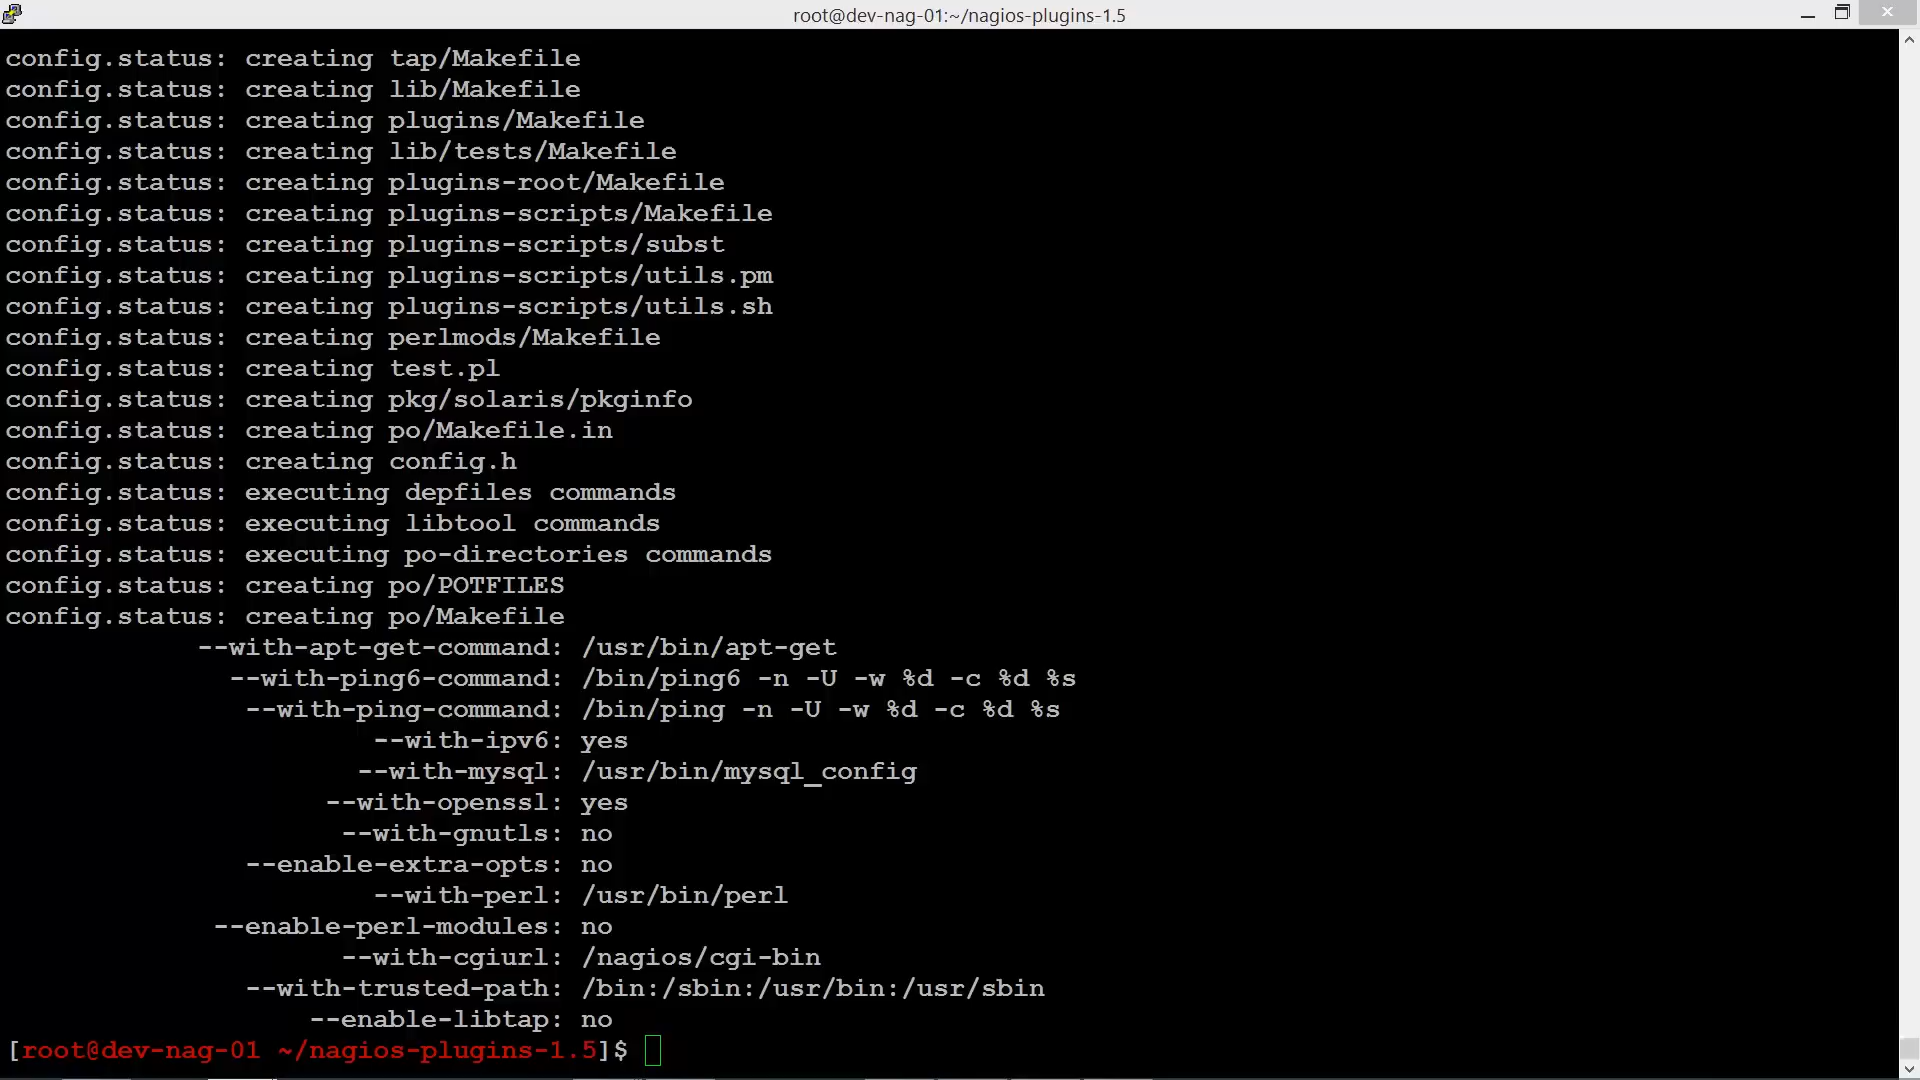 root@dev-nag-01:~/nagios-plugins-1.5
config.status: creating tap/Makefile
config.status: creating lib/Makefile
config.status: creating plugins/Makefile
config.status: creating lib/tests/Makefile
config.status: creating plugins-root/Makefile
config.status: creating plugins-scripts/Makefile
config.status: creating plugins-scripts/subst
config.status: creating plugins-scripts/utils.pm
config.status: creating plugins-scripts/utils.sh
config.status: creating perlmods/Makefile
config.status: creating test.pl
config.status: creating pkg/solaris/pkginfo
config.status: creating po/Makefile.in
config.status: creating config.h
config.status: executing depfiles commands
config.status: executing libtool commands
config.status: executing po-directories commands
config.status: creating po/POTFILES
config.status: creating po/Makefile
--with-apt-get-command: /usr/bin/apt-get
--with-ping6-command: /bin/ping6 -n -U -w %d -c %d %s
--with-ping-command: /bin/ping -n -U -w %d -c %d %s
--with-ipv6: yes
--with-mysql: /usr/bin/mysql_config
--with-openssl: yes
--with-gnutls: no
--enable-extra-opts: no
--with-perl: /usr/bin/perl
--enable-perl-modules: no
--with-cgiurl: /nagios/cgi-bin
--with-trusted-path: /bin:/sbin:/usr/bin:/usr/sbin
--enable-libtap: no
[root@dev-nag-01 ~/nagios-plugins-1.5]$